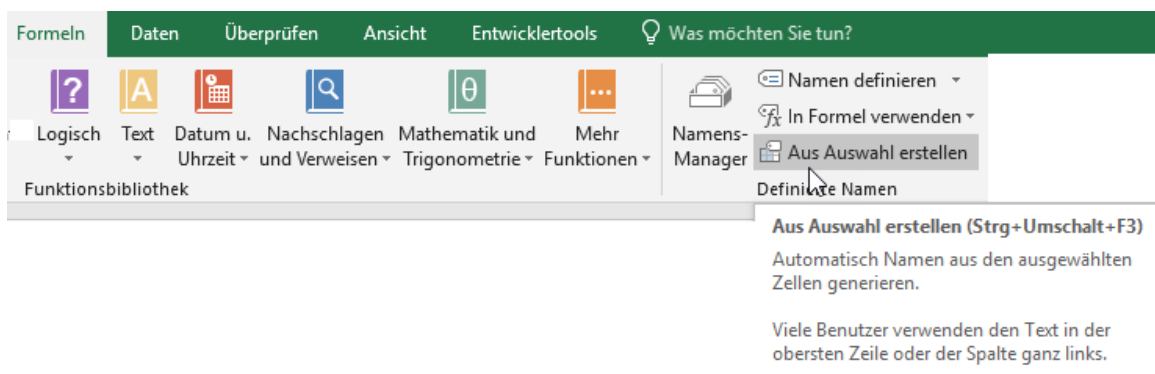 Formeln Daten Überprüfen Ansicht Entwicklertools Was möchten Sie tun?
Logisch
Text
Datum u.
Uhrzeit
Nachschlagen
und Verweisen
Mathematik und
Trigonometrie
Mehr
Funktionen
Funktionsbibliothek
Namens-
Manager
Namen definieren
In Formel verwenden
Aus Auswahl erstellen
Definierte Namen
Aus Auswahl erstellen (Strg+Umschalt+F3)
Automatisch Namen aus den ausgewählten
Zellen generieren.
Viele Benutzer verwenden den Text in der
obersten Zeile oder der Spalte ganz links.